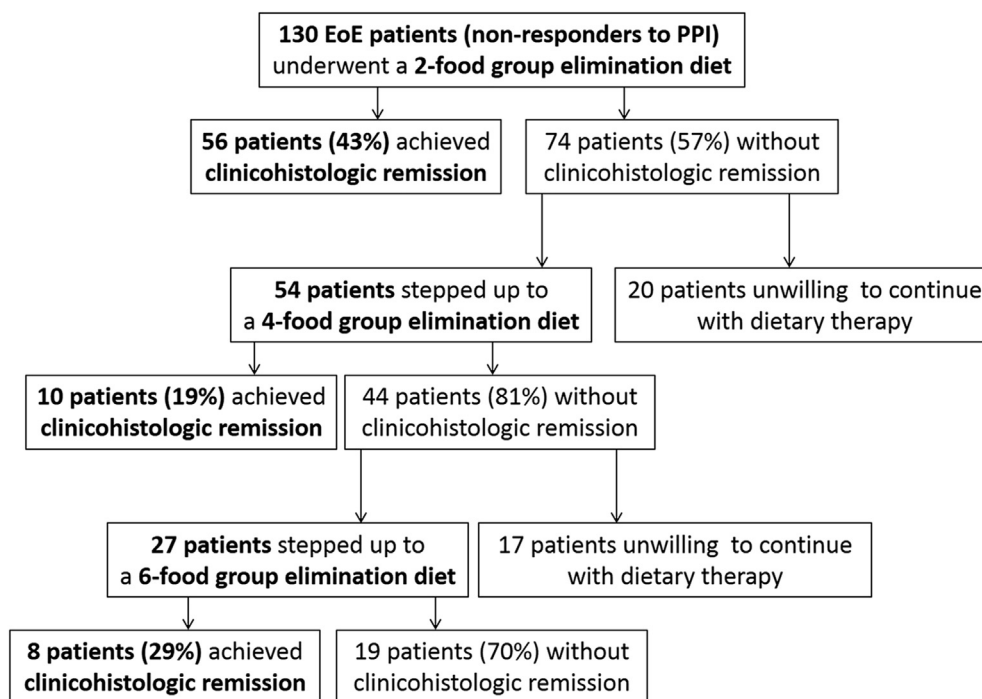 130 EoE patients (non-responders to PPI)
underwent a 2-food group elimination diet
56 patients (43%) achieved
clinicohistologic remission
74 patients (57%) without
clinicohistologic remission
54 patients stepped up to
a 4-food group elimination diet
20 patients unwilling to continue
with dietary therapy
10 patients (19%) achieved
clinicohistologic remission
44 patients (81%) without
clinicohistologic remission
27 patients stepped up to
a 6-food group elimination diet
17 patients unwilling to continue
with dietary therapy
8 patients (29%) achieved
clinicohistologic remission
19 patients (70%) without
clinicohistologic remission